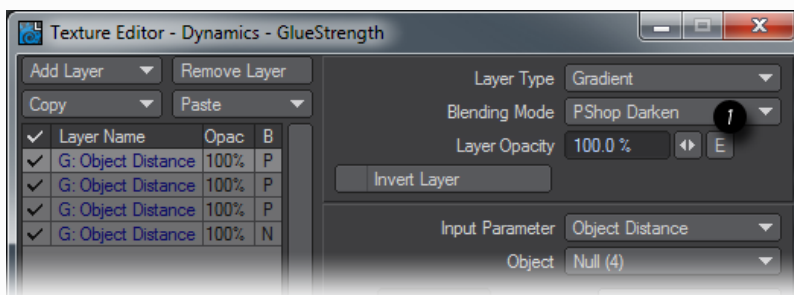 Texture Editor - Dynamics - GlueStrength
Add Layer Remove Layer
Copy Paste
Layer Name Opac B
G: Object Distance 100% P
G: Object Distance 100% P
G: Object Distance 100% P
G: Object Distance 100% N
Layer Type Gradient
Blending Mode PShop Darken 1
Layer Opacity 100.0 % E
Invert Layer
Input Parameter Object Distance
Object Null (4)